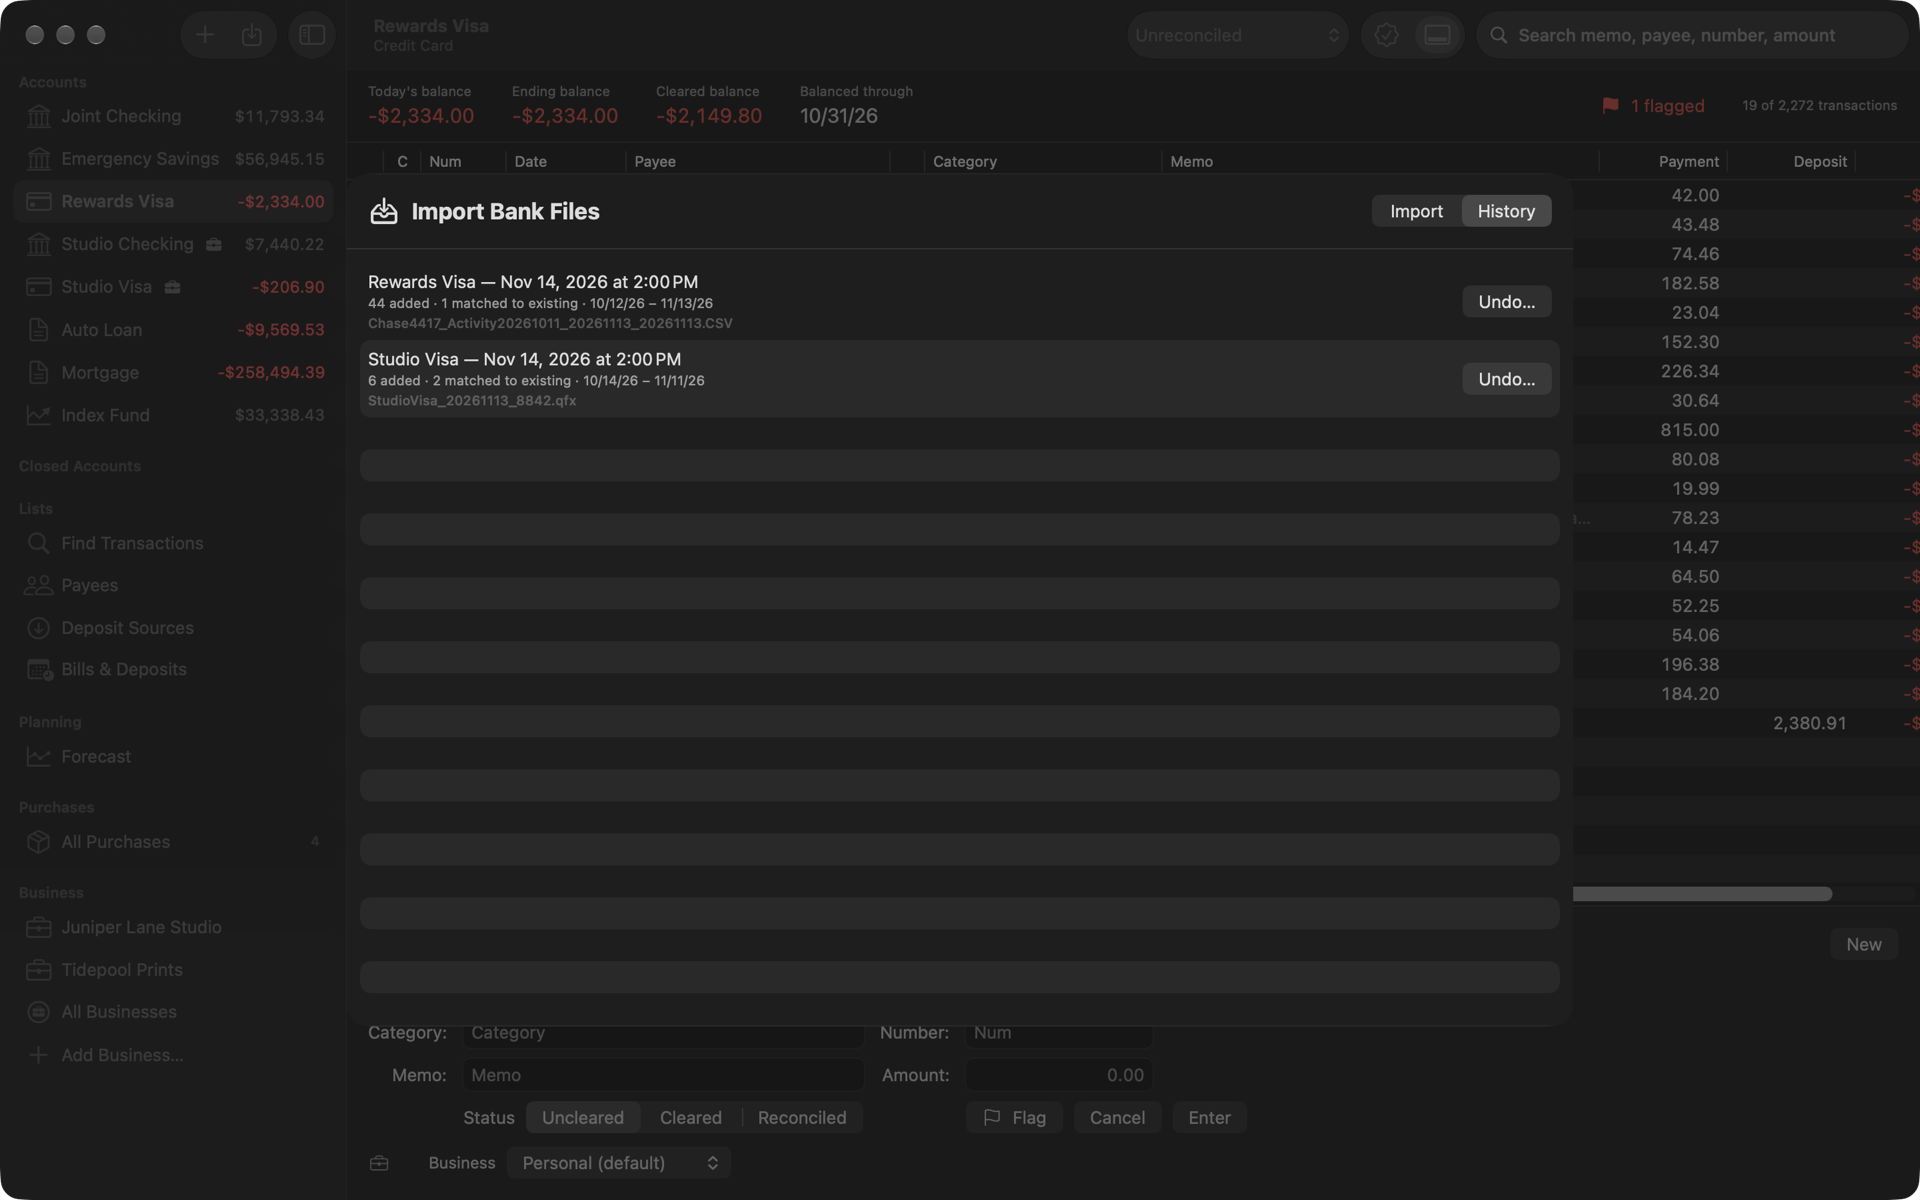 Rewards Visa
Credit Card
Unreconciled
Search memo, payee, number, amount
Accounts
Joint Checking $11,793.34
Emergency Savings $56,945.15
Rewards Visa -$2,334.00
Studio Checking $7,440.22
Studio Visa -$206.90
Auto Loan -$9,569.53
Mortgage -$258,494.39
Index Fund $33,338.43
Closed Accounts
Lists
Find Transactions
Payees
Deposit Sources
Bills & Deposits
Planning
Forecast
Purchases
All Purchases 4
Business
Juniper Lane Studio
Tidepool Prints
All Businesses
Add Business...
Today's balance Ending balance Cleared balance Balanced through
-$2,334.00 -$2,334.00 -$2,149.80 10/31/26
1 flagged 19 of 2,272 transactions
C Num Date Payee Category Memo Payment Deposit
Import Bank Files
Import History
Rewards Visa — Nov 14, 2026 at 2:00 PM
44 added · 1 matched to existing · 10/12/26 – 11/13/26
Chase4417_Activity20261011_20261113_20261113.CSV
Undo...
Studio Visa — Nov 14, 2026 at 2:00 PM
6 added · 2 matched to existing · 10/14/26 – 11/11/26
StudioVisa_20261113_8842.qfx
Undo...
42.00 -$
43.48 -$
74.46 -$
182.58 -$
23.04 -$
152.30 -$
226.34 -$
30.64 -$
815.00 -$
80.08 -$
19.99 -$
78.23 -$
14.47 -$
64.50 -$
52.25 -$
54.06 -$
196.38 -$
184.20 -$
2,380.91 -$
New
Category: Category Number: Num
Memo: Memo Amount: 0.00
Status Uncleared Cleared Reconciled Flag Cancel Enter
Business Personal (default)